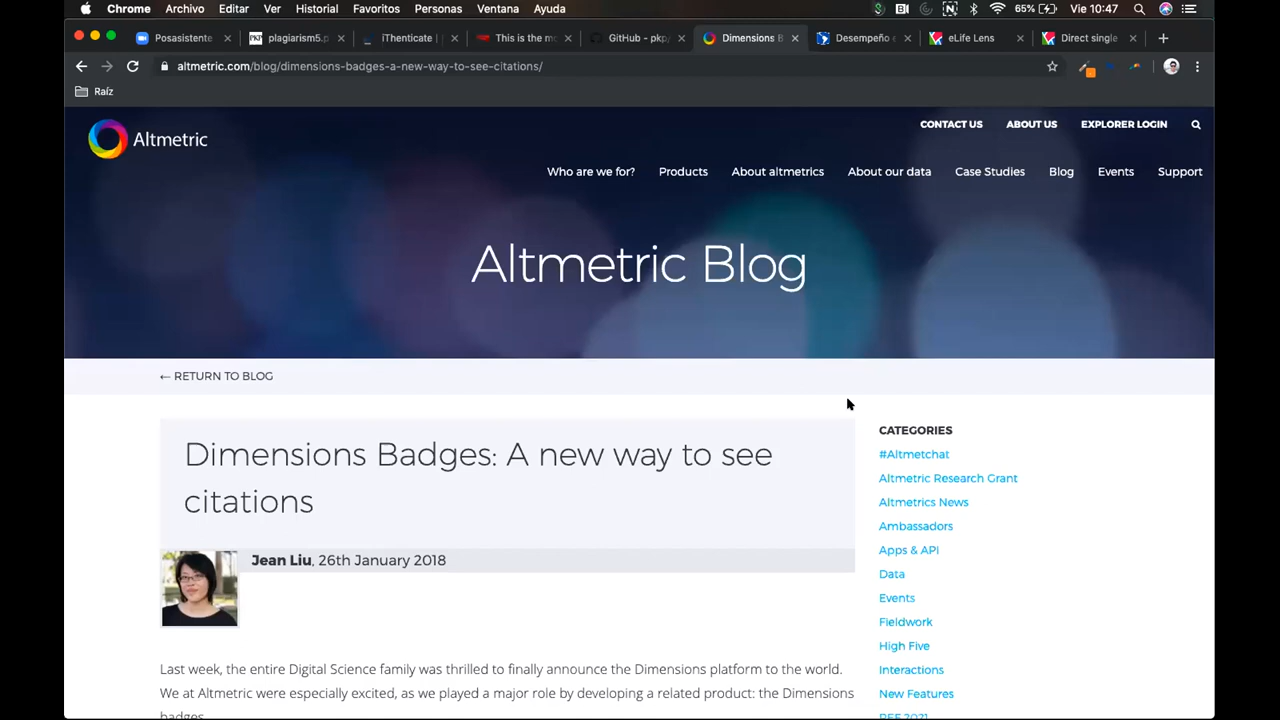 Chrome Archivo Editar Ver Historial Favoritos Personas Ventana Ayuda 65% Vie 10:47
Posasistente plagiarism5.p iThenticate | This is the mo GitHub - pkp/ Dimensions B Desempeño e eLife Lens Direct single
altmetric.com/blog/dimensions-badges-a-new-way-to-see-citations/
Raíz
CONTACT US ABOUT US EXPLORER LOGIN
Altmetric
Who are we for? Products About altmetrics About our data Case Studies Blog Events Support
Altmetric Blog
← RETURN TO BLOG
Dimensions Badges: A new way to see
citations
Jean Liu, 26th January 2018
Last week, the entire Digital Science family was thrilled to finally announce the Dimensions platform to the world.
We at Altmetric were especially excited, as we played a major role by developing a related product: the Dimensions
badges.
CATEGORIES
#Altmetchat
Altmetric Research Grant
Altmetrics News
Ambassadors
Apps & API
Data
Events
Fieldwork
High Five
Interactions
New Features
REF 2021